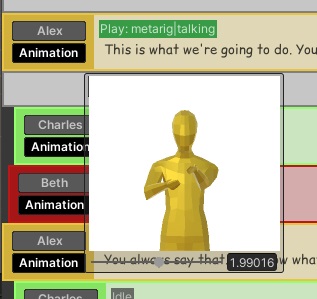 Alex
Play: metarig|talking
Animation
This is what we're going to do. You
Charles
Animation
Beth
Animation
Alex
Animation
You always say that
w what
1.99016
Charles
Idle